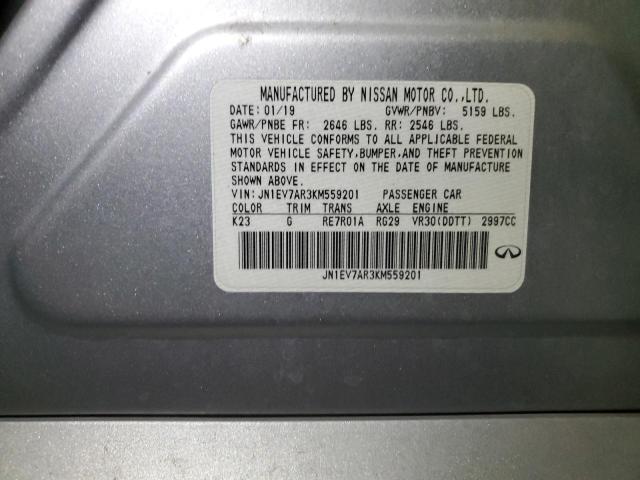 MANUFACTURED BY NISSAN MOTOR CO.,LTD.
DATE: 01/19 GVWR/PNBV: 5159 LBS.
GAWR/PNBE FR: 2646 LBS. RR: 2546 LBS.
THIS VEHICLE CONFORMS TO ALL APPLICABLE FEDERAL
MOTOR VEHICLE SAFETY,BUMPER,AND THEFT PREVENTION
STANDARDS IN EFFECT ON THE DATE OF MANUFACTURE
SHOWN ABOVE.
VIN: JN1EV7AR3KM559201 PASSENGER CAR
COLOR TRIM TRANS AXLE ENGINE
K23 G RE7R01A RG29 VR30(DDTT) 2997CC
JN1EV7AR3KM559201